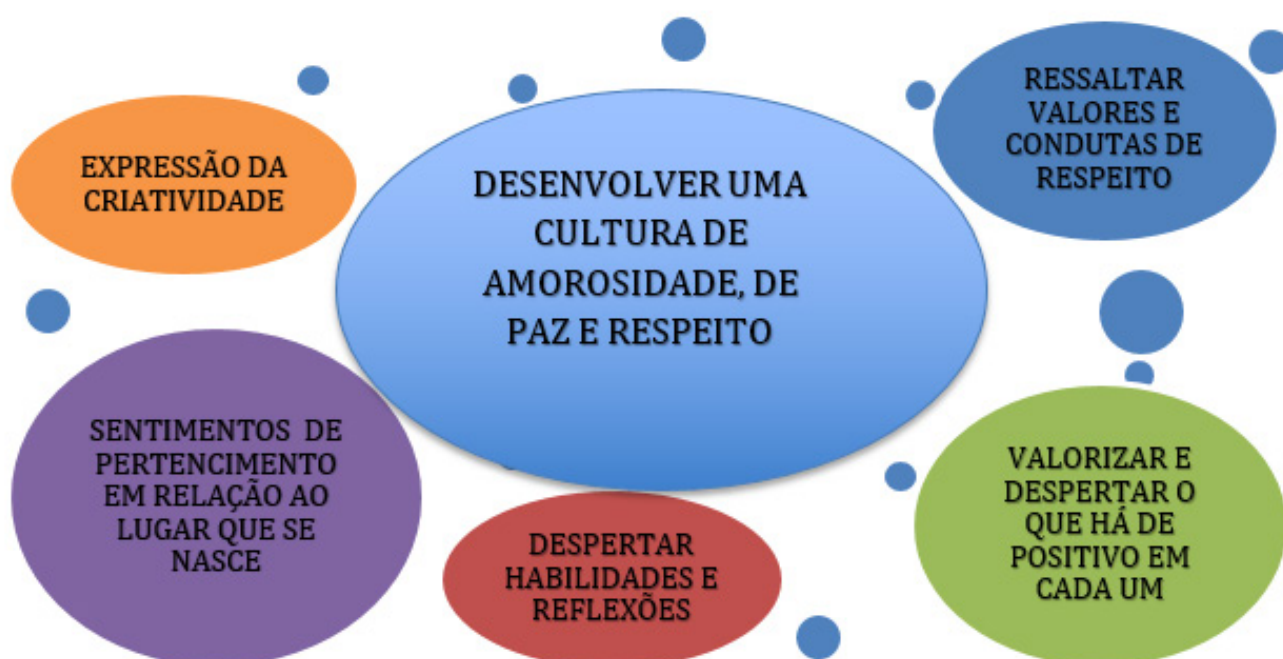 EXPRESSÃO DA
CRIATIVIDADE
DESENVOLVER UMA
CULTURA DE
AMOROSIDADE, DE
PAZ E RESPEITO
RESSALTAR
VALORES E
CONDUTAS DE
RESPEITO
SENTIMENTOS DE
PERTENCIMENTO
EM RELAÇÃO AO
LUGAR QUE SE
NASCE
DESPERTAR
HABILIDADES E
REFLEXÕES
VALORIZAR E
DESPERTAR O
QUE HÁ DE
POSITIVO EM
CADA UM